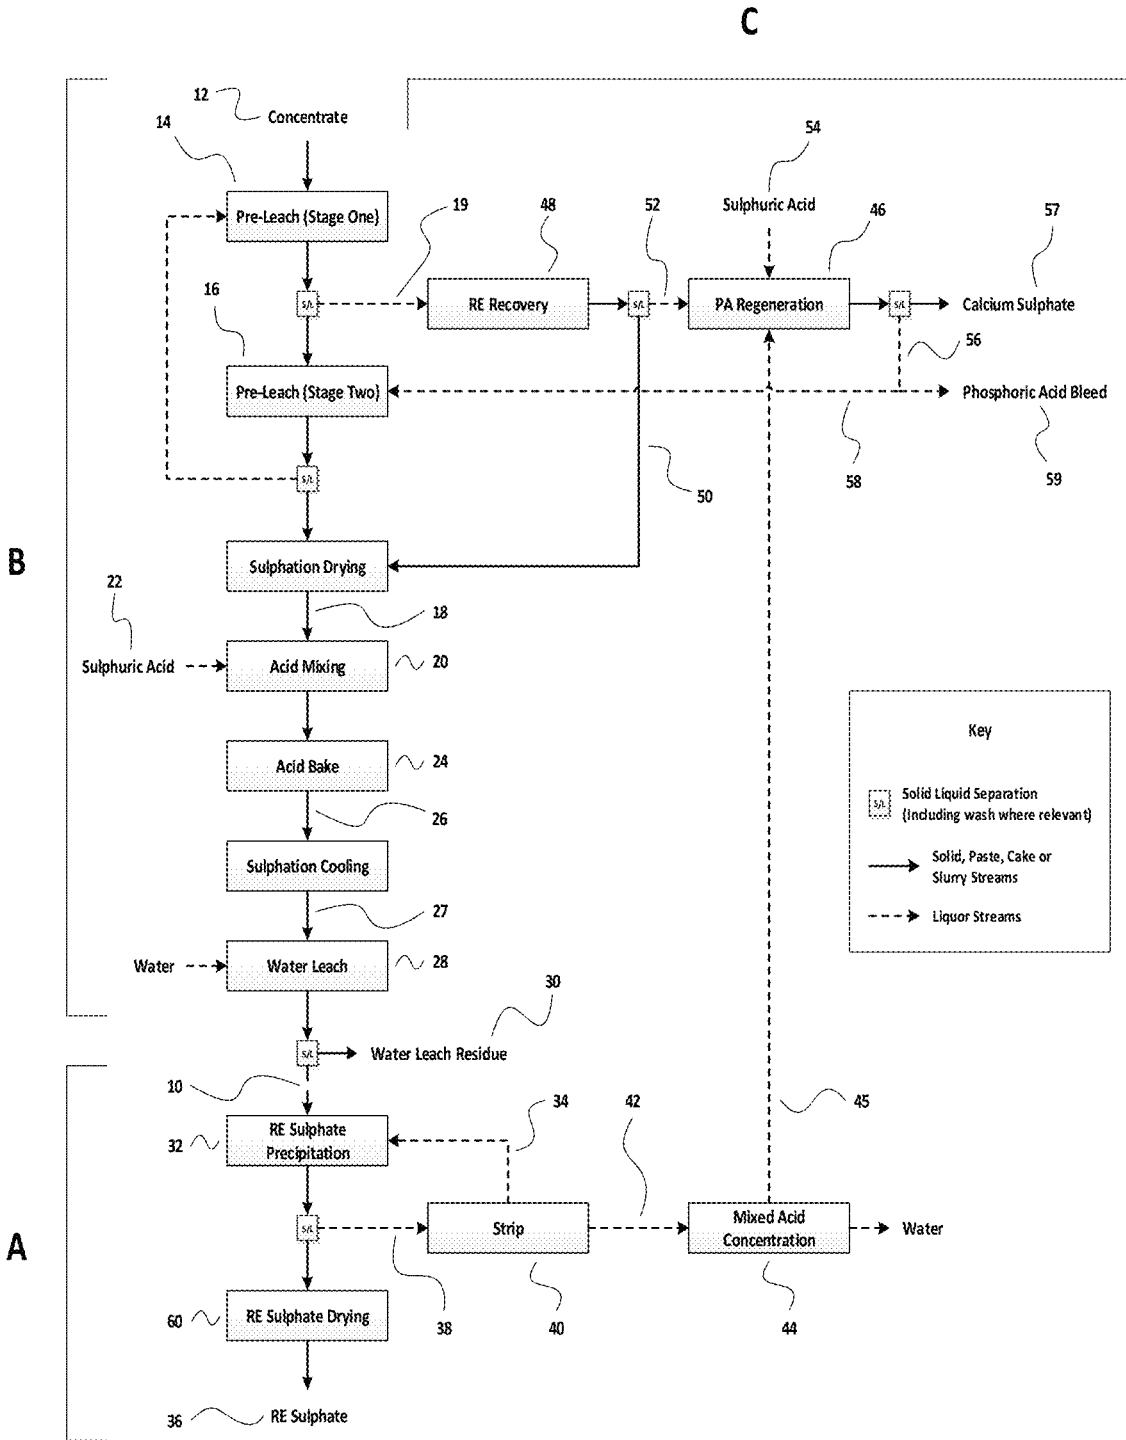 C
12
Concentrate
14
54
Pre-Leach (Stage One)
19
48
52
Sulphuric Acid
46
57
16
S/L
RE Recovery
S/L
PA Regeneration
S/L
Calcium Sulphate
56
Pre-Leach (Stage Two)
Phosphoric Acid Bleed
S/L
50
58
59
B
Sulphation Drying
22
18
Sulphuric Acid
Acid Mixing
20
Key
Acid Bake
24
S/L
Solid Liquid Separation
(Including wash where relevant)
26
Sulphation Cooling
Solid, Paste, Cake or
Slurry Streams
27
Liquor Streams
Water
Water Leach
28
30
S/L
Water Leach Residue
10
34
42
45
32
RE Sulphate
Precipitation
A
S/L
Strip
Mixed Acid
Concentration
Water
60
RE Sulphate Drying
38
40
44
36
RE Sulphate